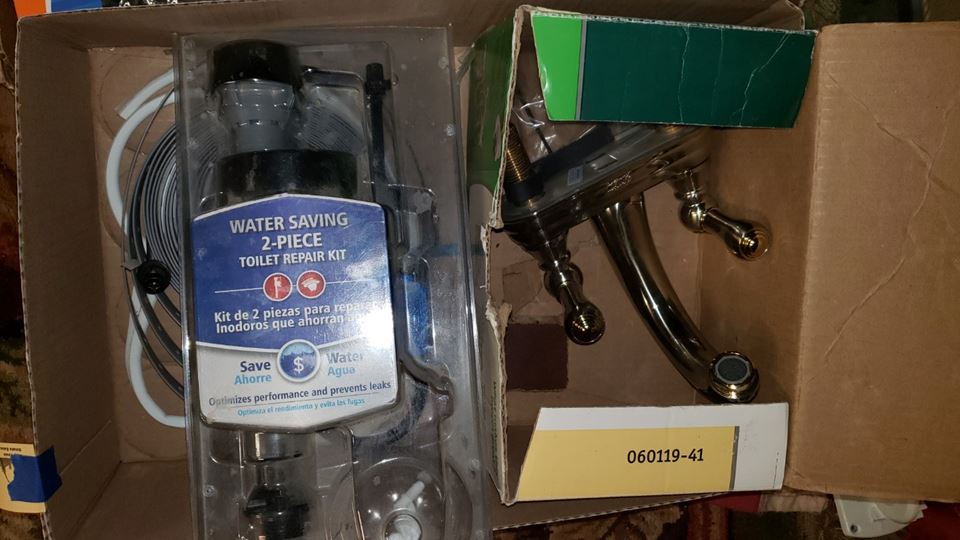 WATER SAVING
2-PIECE
TOILET REPAIR KIT
Kit de 2 piezas para reparar
Inodoros que ahorran
Save Water
Ahorre Agua
$
Optimizes performance and prevents leaks
Optimiza el rendimiento y evita las fugas
060119-41